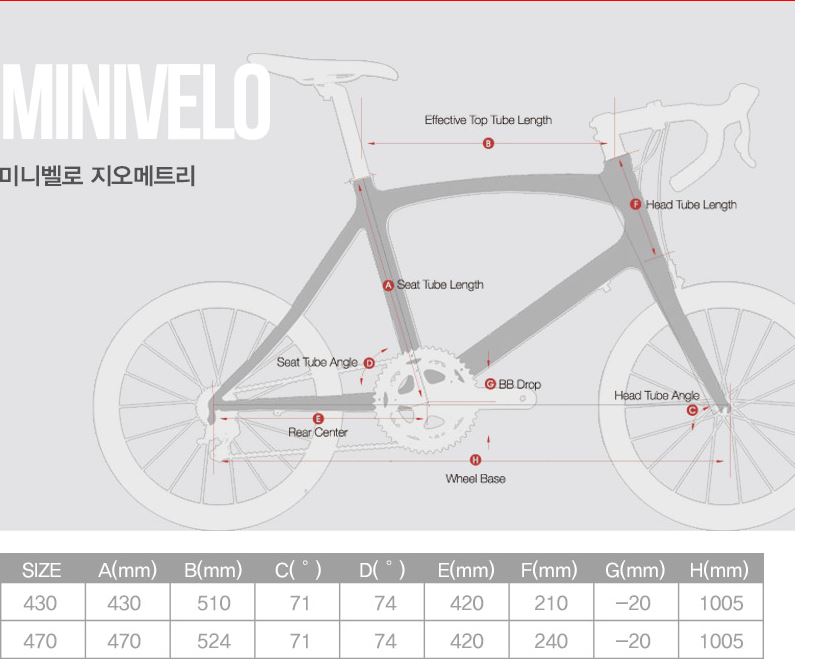 MINIVELO
미니벨로 지오메트리
Effective Top Tube Length
B
F Head Tube Length
A Seat Tube Length
Seat Tube Angle D
G BB Drop
Head Tube Angle
C
E
Rear Center
H
Wheel Base
SIZE A(mm) B(mm) C( ° ) D( ° ) E(mm) F(mm) G(mm) H(mm)
430 430 510 71 74 420 210 −20 1005
470 470 524 71 74 420 240 −20 1005